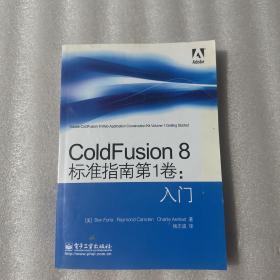 Adobe
Adobe ColdFusion 8 Web Application Construction Kit Volume 1 Getting Started
ColdFusion 8
标准指南第1卷：
入门
[美] Ben Forta Raymond Camden Charlie Arehart 著
译
电子工业出版社